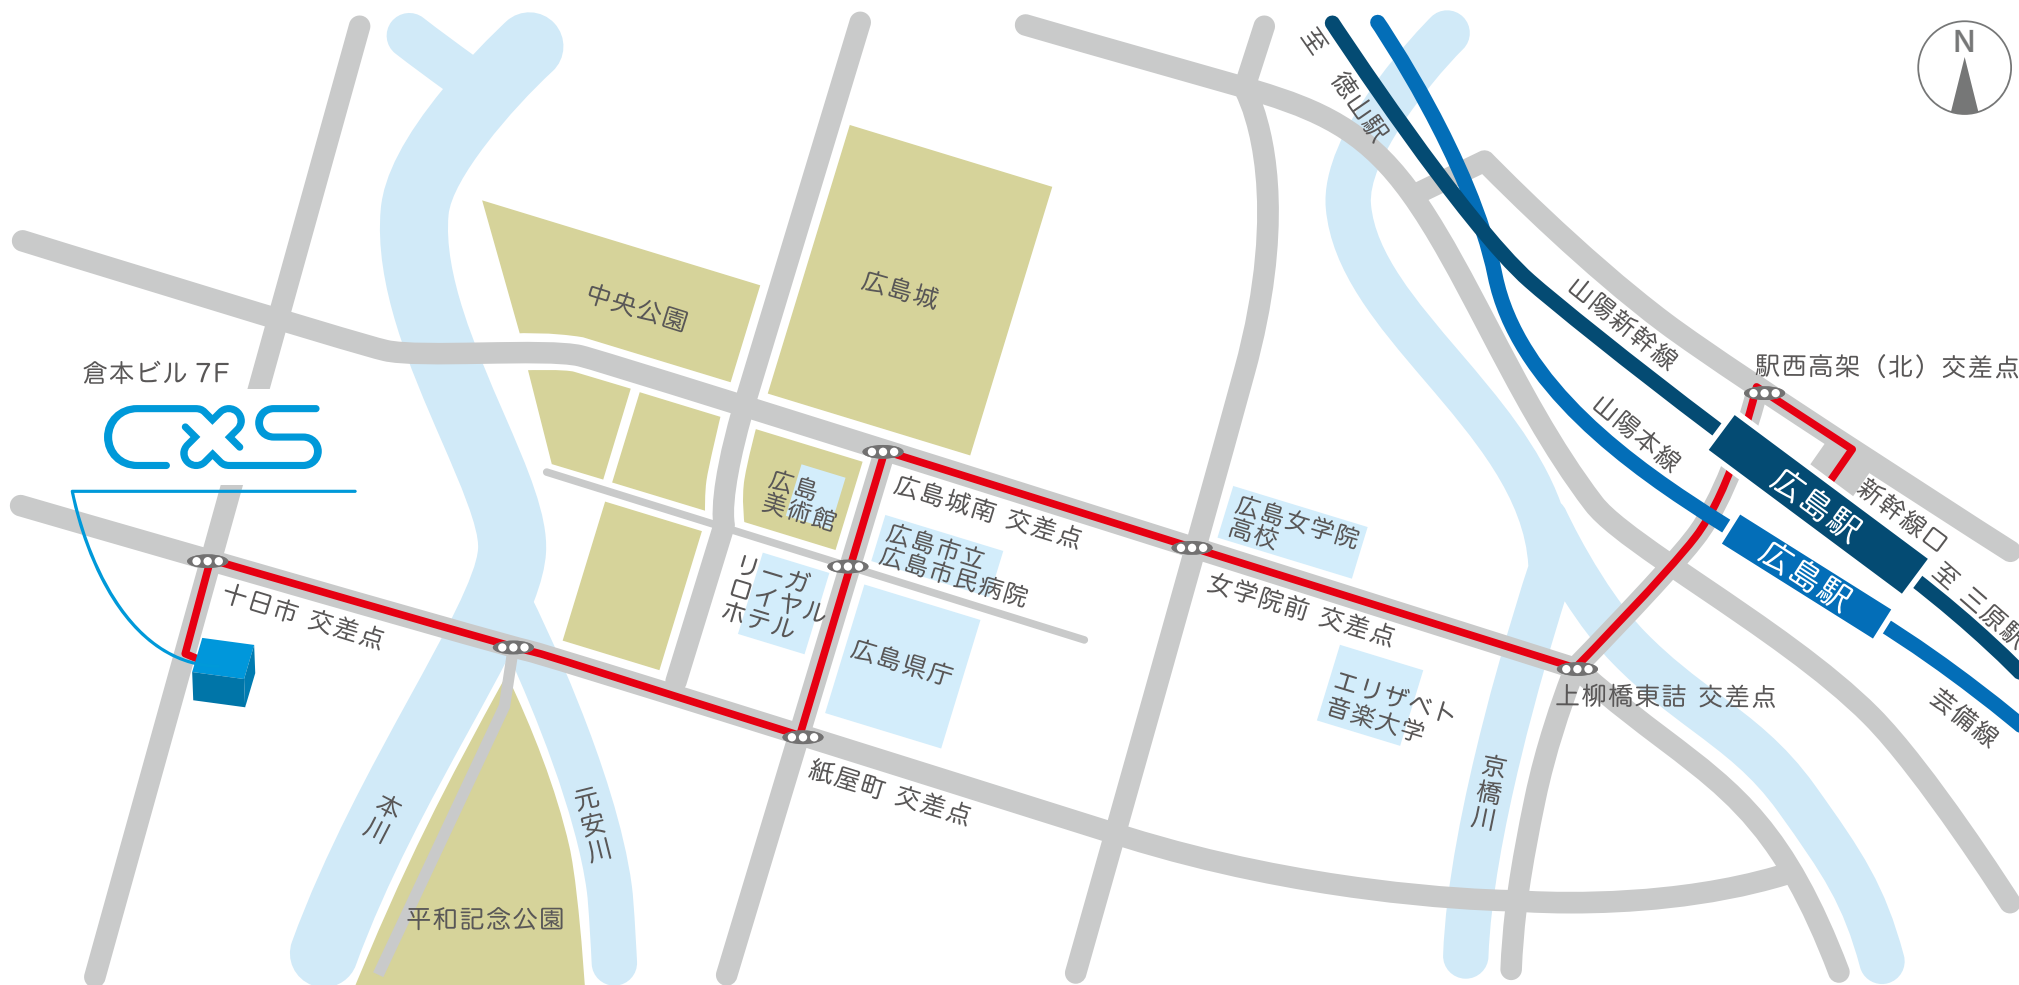 N
至 徳山駅
山陽新幹線
駅西高架（北）交差点
広島城
中央公園
倉本ビル 7F
CXS
山陽本線
広島駅
新幹線口
広島
美術館
広島城南 交差点
広島女学院
高校
広島市立
広島市民病院
リーガ
ロイヤル
ホテル
広島駅
至 三原駅
十日市 交差点
女学院前 交差点
広島県庁
エリザベト
音楽大学
上柳橋東詰 交差点
芸備線
紙屋町 交差点
京橋川
本川
元安川
平和記念公園